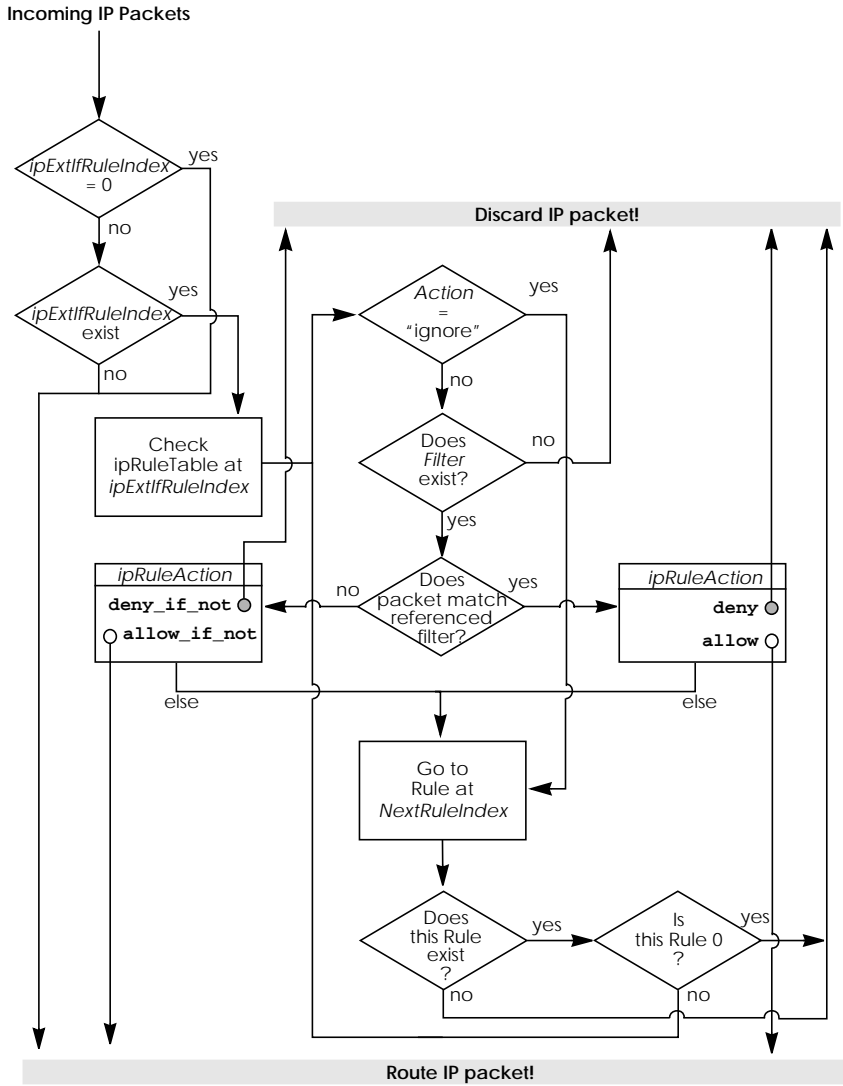 Incoming IP Packets
ipExtIfRuleIndex
= 0
yes
no
Discard IP packet!
ipExtIfRuleIndex
exist
yes
no
Action
=
"ignore"
yes
no
Check
ipRuleTable at
ipExtIfRuleIndex
Does
Filter
exist?
no
yes
ipRuleAction
deny_if_not
allow_if_not
no
Does
packet match
referenced
filter?
yes
ipRuleAction
deny
allow
else
else
Go to
Rule at
NextRuleIndex
Does
this Rule
exist
?
yes
no
Is
this Rule 0
?
yes
no
Route IP packet!